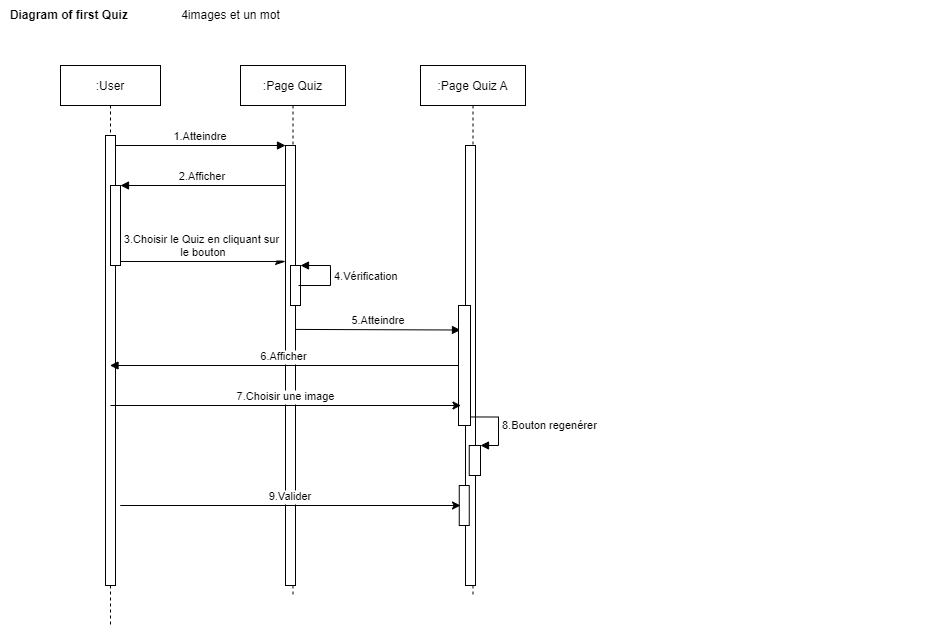 Diagram of first Quiz 4images et un mot
:User :Page Quiz :Page Quiz A
1.Atteindre
2.Afficher
3.Choisir le Quiz en cliquant sur
le bouton
4.Vérification
5.Atteindre
6.Afficher
7.Choisir une image
8.Bouton regenérer
9.Valider